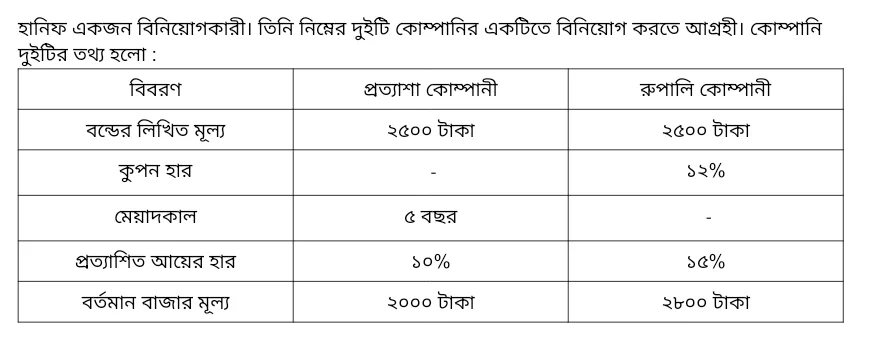 হানিফ একজন বিনিয়োগকারী। তিনি নিম্নের দুইটি কোম্পানির একটিতে বিনিয়োগ করতে আগ্রহী। কোম্পানি
দুইটির তথ্য হলো :
বিবরণ প্রত্যাশা কোম্পানী রুপালি কোম্পানী
বন্ডের লিখিত মূল্য ২৫০০ টাকা ২৫০০ টাকা
কুপন হার - ১২%
মেয়াদকাল ৫ বছর -
প্রত্যাশিত আয়ের হার ১০% ১৫%
বর্তমান বাজার মূল্য ২০০০ টাকা ২৮০০ টাকা